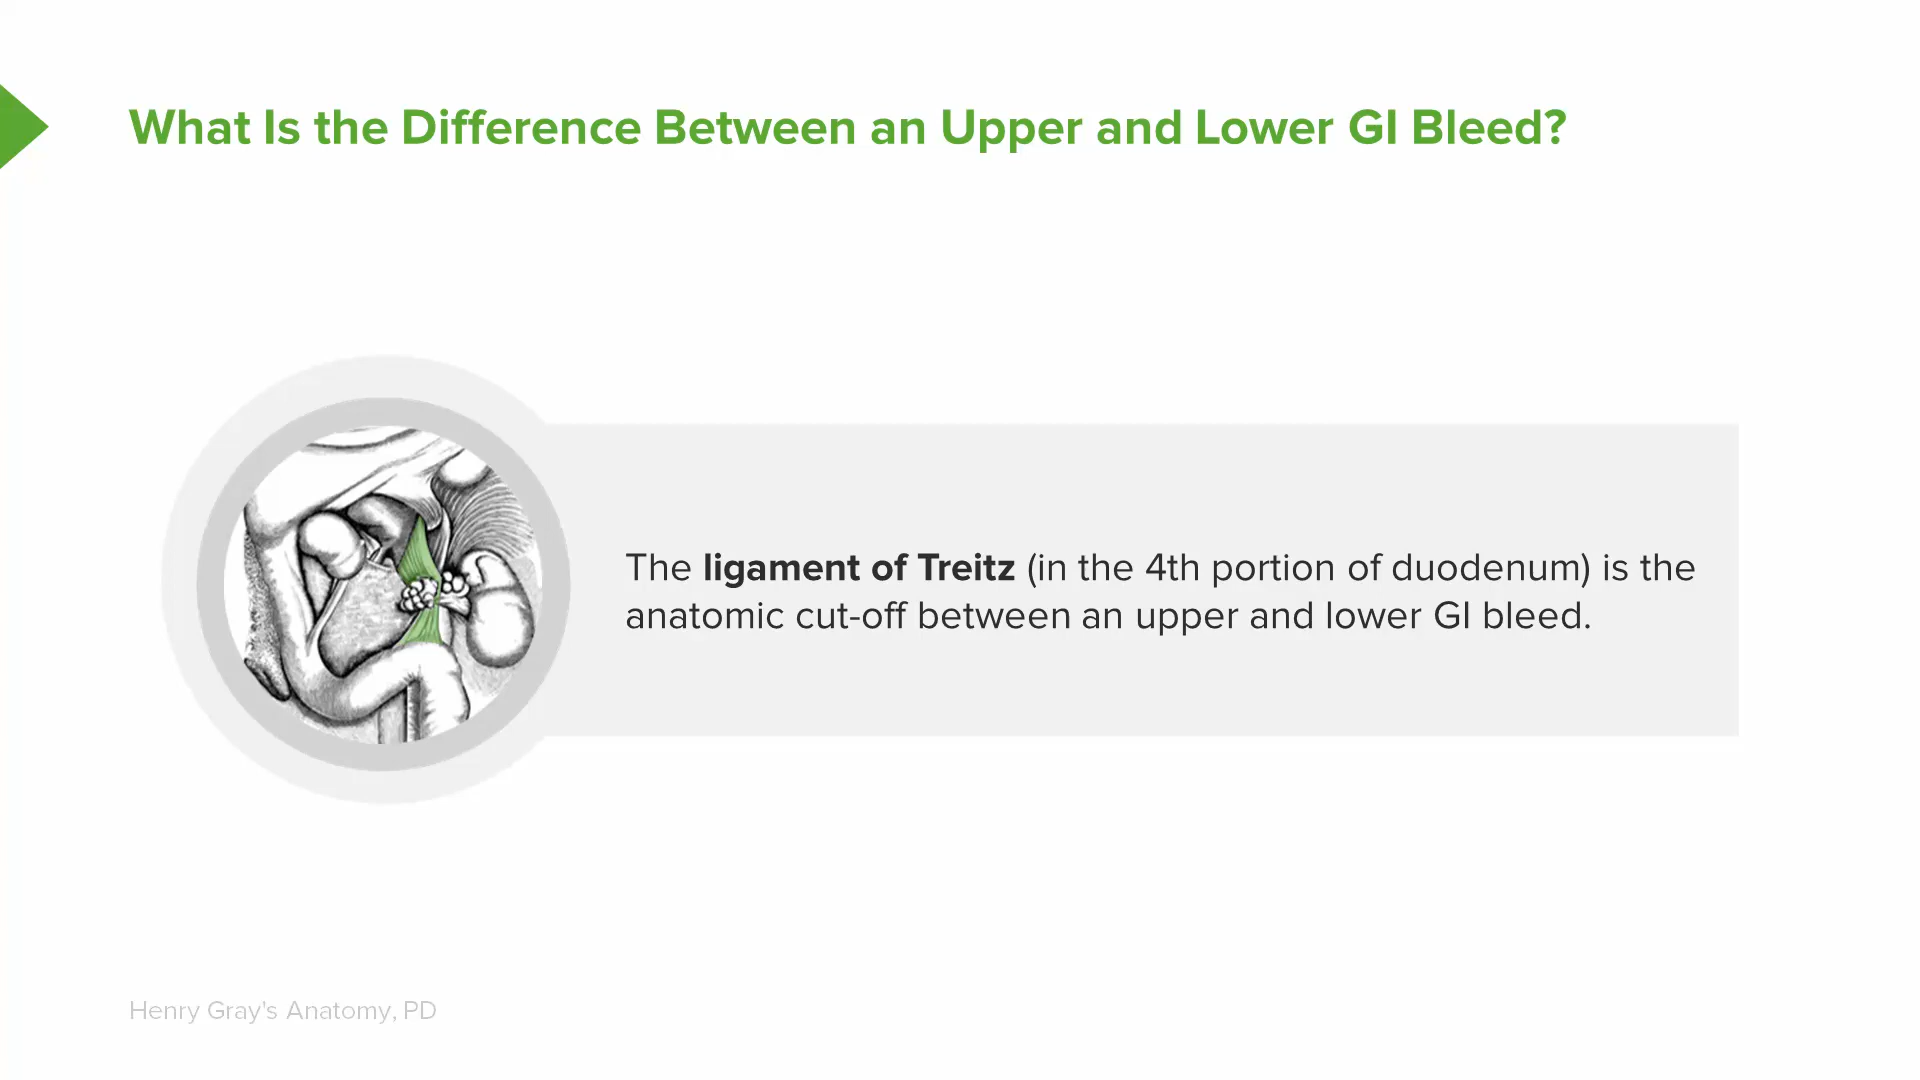 What Is the Difference Between an Upper and Lower GI Bleed?
The ligament of Treitz (in the 4th portion of duodenum) is the
anatomic cut-off between an upper and lower GI bleed.
Henry Gray's Anatomy, PD